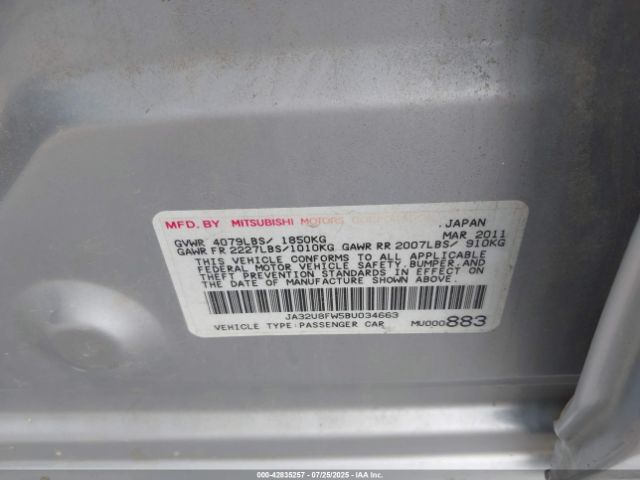 MFD. BY MITSUBISHI MOTORS CORPORATION, JAPAN
GVWR 4079LBS/ 1850KG MAR 2011
GAWR FR 2227LBS/1010KG GAWR RR 2007LBS/ 910KG
THIS VEHICLE CONFORMS TO ALL APPLICABLE
FEDERAL MOTOR VEHICLE SAFETY,BUMPER,AND
THEFT PREVENTION STANDARDS IN EFFECT ON
THE DATE OF MANUFACTURE SHOWN ABOVE.
JA32U8FW5BU034663
VEHICLE TYPE:PASSENGER CAR MU000883
000-42835257 - 07/25/2025 - IAAI.COM